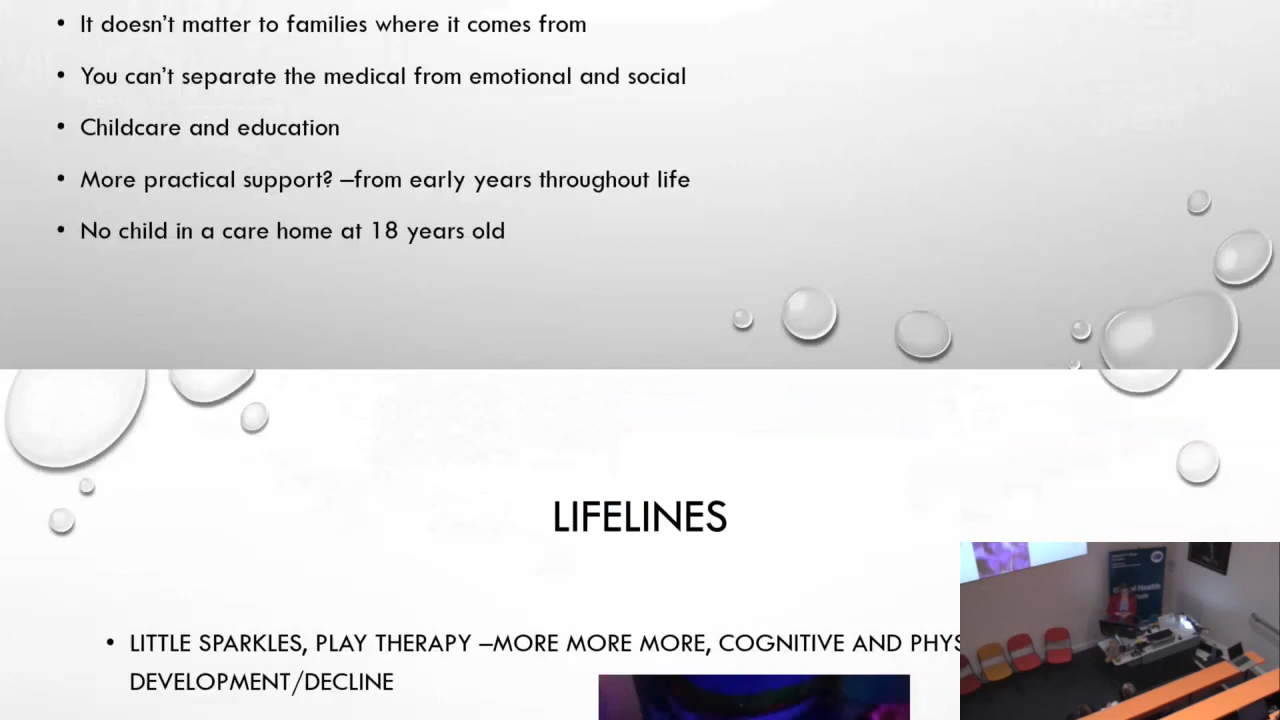 • It doesn’t matter to families where it comes from
• You can’t separate the medical from emotional and social
• Childcare and education
• More practical support? –from early years throughout life
• No child in a care home at 18 years old
LIFELINES
• LITTLE SPARKLES, PLAY THERAPY –MORE MORE MORE, COGNITIVE AND PHYS
DEVELOPMENT/DECLINE
Health